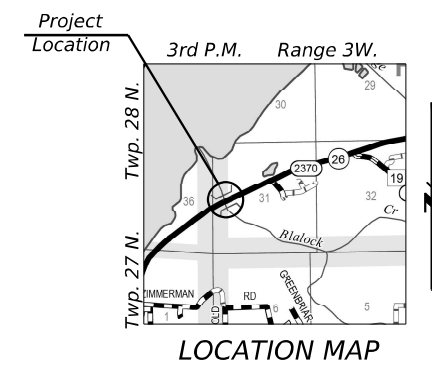 Project
Location
3rd P.M. Range 3W.
Twp. 28 N.
Twp. 27 N.
29
30
2370
26
19
36
31
32
Cr
Blalock
ZIMMERMAN RD
OLD
GREENBRIAR
1
6
5
LOCATION MAP